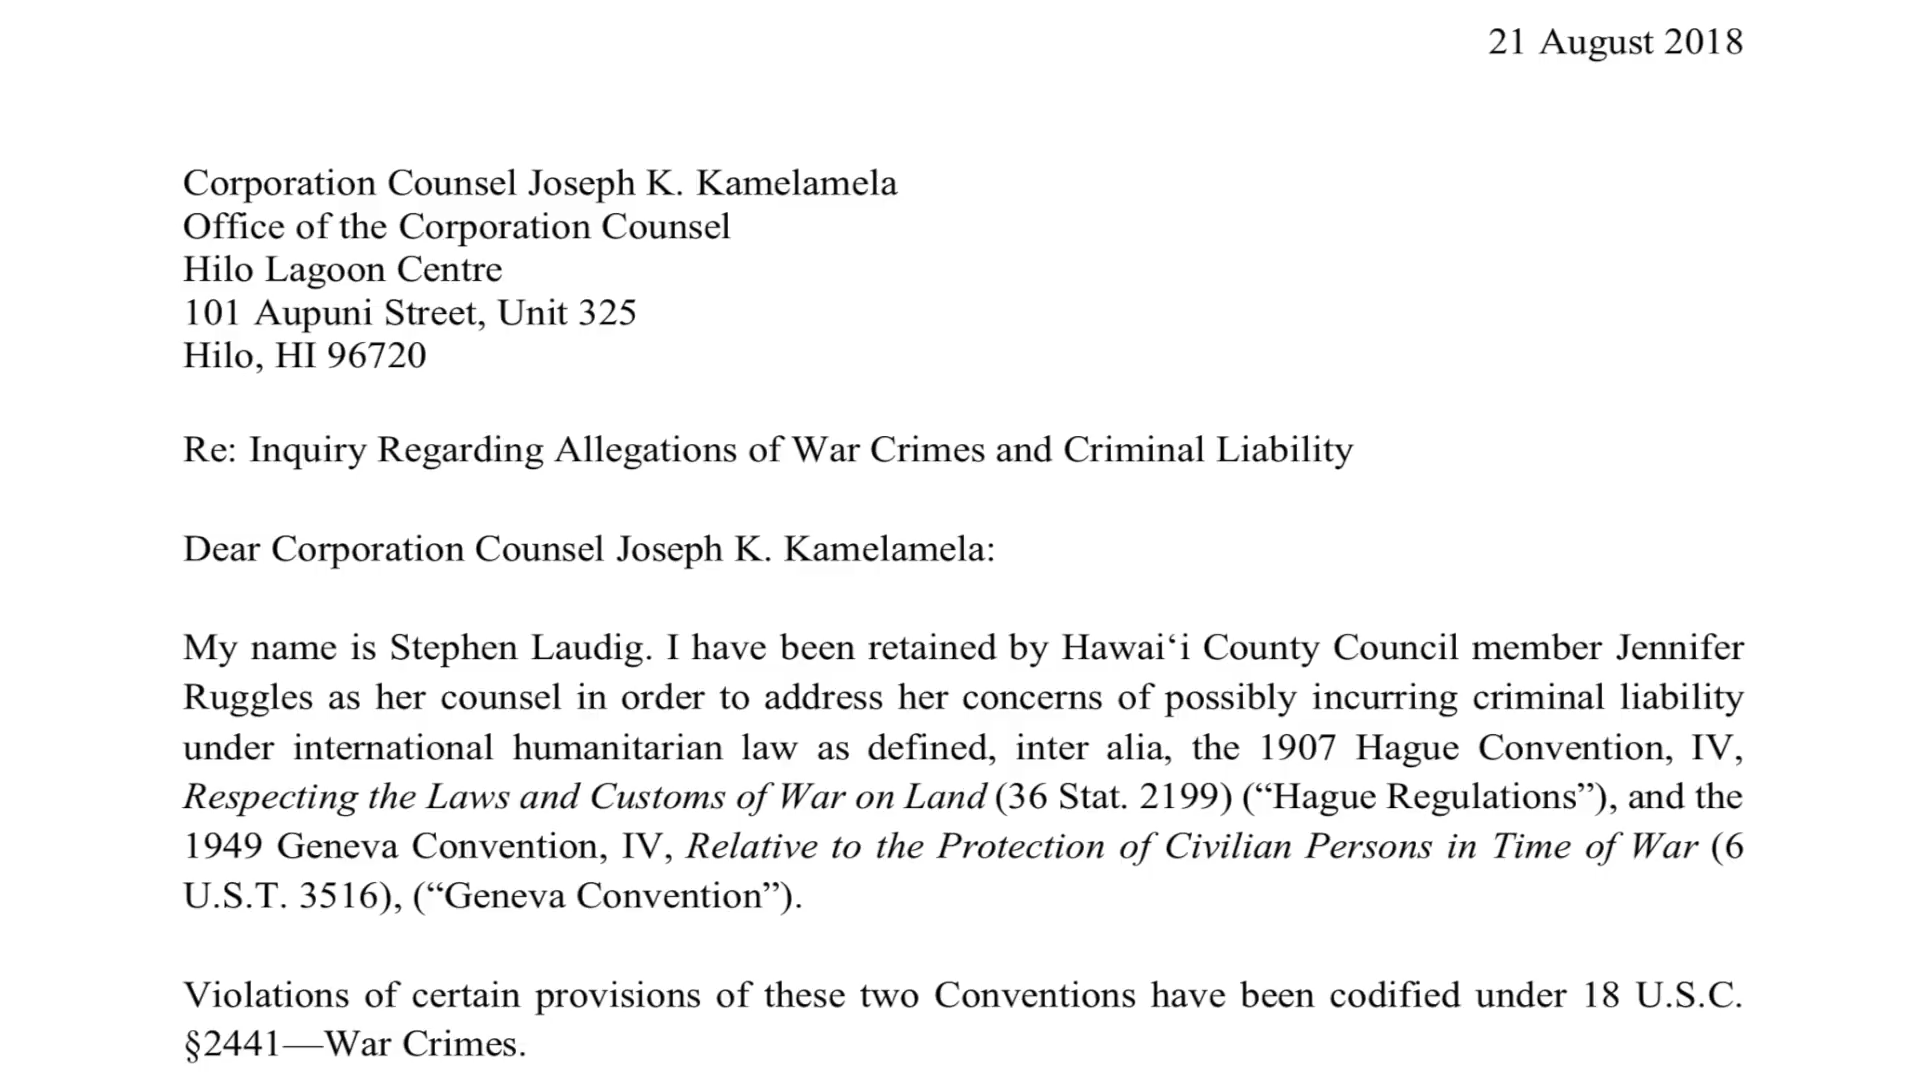 21 August 2018
Corporation Counsel Joseph K. Kamelamela
Office of the Corporation Counsel
Hilo Lagoon Centre
101 Aupuni Street, Unit 325
Hilo, HI 96720
Re: Inquiry Regarding Allegations of War Crimes and Criminal Liability
Dear Corporation Counsel Joseph K. Kamelamela:
My name is Stephen Laudig. I have been retained by Hawai‘i County Council member Jennifer
Ruggles as her counsel in order to address her concerns of possibly incurring criminal liability
under international humanitarian law as defined, inter alia, the 1907 Hague Convention, IV,
Respecting the Laws and Customs of War on Land (36 Stat. 2199) (“Hague Regulations”), and the
1949 Geneva Convention, IV, Relative to the Protection of Civilian Persons in Time of War (6
U.S.T. 3516), (“Geneva Convention”).
Violations of certain provisions of these two Conventions have been codified under 18 U.S.C.
§2441—War Crimes.